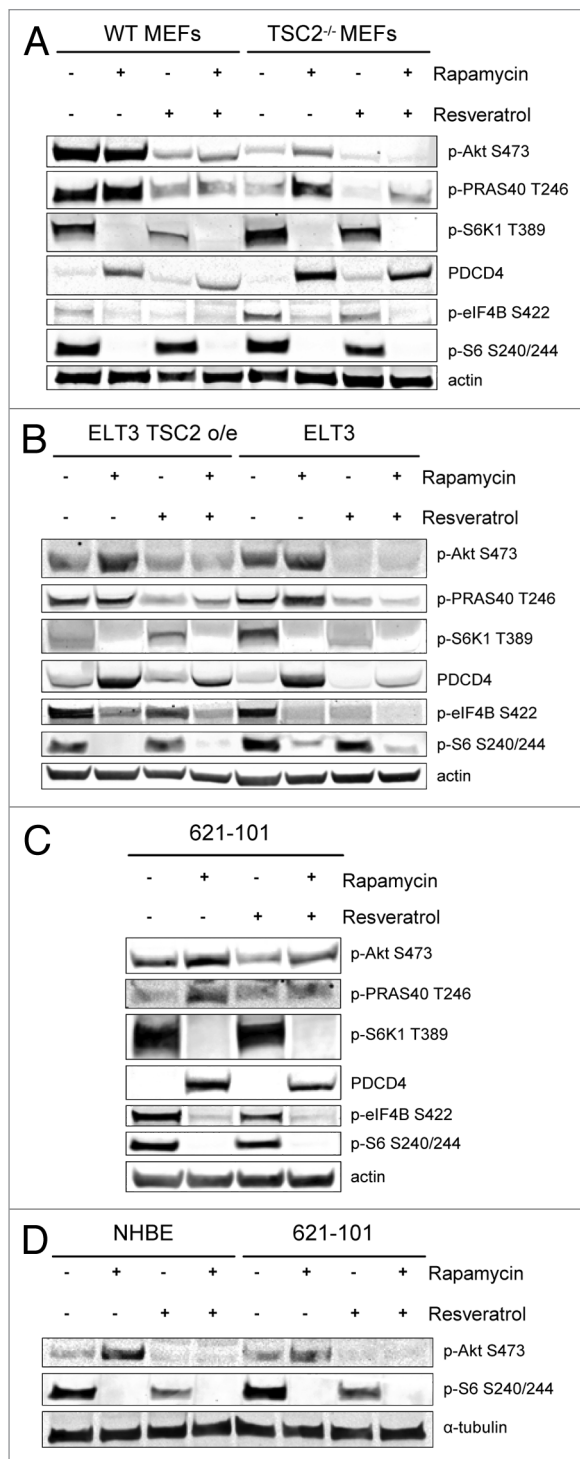 A
WT MEFs TSC2-/- MEFs
- + - + - + - + Rapamycin
- - + + - - + + Resveratrol
p-Akt S473
p-PRAS40 T246
p-S6K1 T389
PDCD4
p-eIF4B S422
p-S6 S240/244
actin
B
ELT3 TSC2 o/e ELT3
- + - + - + - + Rapamycin
- - + + - - + + Resveratrol
p-Akt S473
p-PRAS40 T246
p-S6K1 T389
PDCD4
p-eIF4B S422
p-S6 S240/244
actin
C
621-101
- + - + Rapamycin
- - + + Resveratrol
p-Akt S473
p-PRAS40 T246
p-S6K1 T389
PDCD4
p-eIF4B S422
p-S6 S240/244
actin
D
NHBE 621-101
- + - + - + - + Rapamycin
- - + + - - + + Resveratrol
p-Akt S473
p-S6 S240/244
α-tubulin